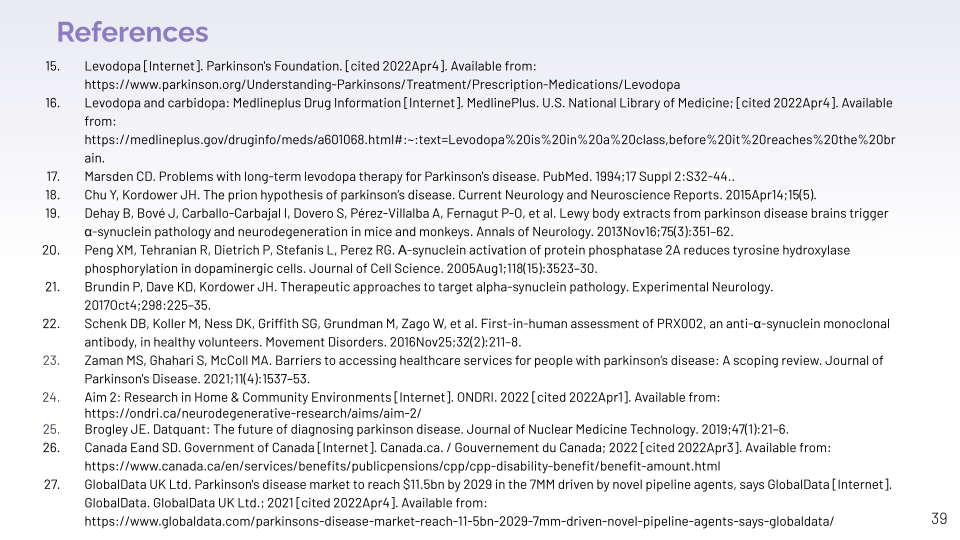 References
15. Levodopa [Internet]. Parkinson's Foundation. [cited 2022Apr4]. Available from:
https://www.parkinson.org/Understanding-Parkinsons/Treatment/Prescription-Medications/Levodopa
16. Levodopa and carbidopa: Medlineplus Drug Information [Internet]. MedlinePlus. U.S. National Library of Medicine; [cited 2022Apr4]. Available
from:
https://medlineplus.gov/druginfo/meds/a601068.html#:~:text=Levodopa%20is%20in%20a%20class,before%20it%20reaches%20the%20br
ain.
17. Marsden CD. Problems with long-term levodopa therapy for Parkinson's disease. PubMed. 1994;17 Suppl 2:S32-44..
18. Chu Y, Kordower JH. The prion hypothesis of parkinson's disease. Current Neurology and Neuroscience Reports. 2015Apr14;15(5).
19. Dehay B, Bové J, Carballo-Carbajal I, Dovero S, Pérez-Villalba A, Fernagut P-O, et al. Lewy body extracts from parkinson disease brains trigger
α-synuclein pathology and neurodegeneration in mice and monkeys. Annals of Neurology. 2013Nov16;75(3):351–62.
20. Peng XM, Tehranian R, Dietrich P, Stefanis L, Perez RG. Α-synuclein activation of protein phosphatase 2A reduces tyrosine hydroxylase
phosphorylation in dopaminergic cells. Journal of Cell Science. 2005Aug1;118(15):3523–30.
21. Brundin P, Dave KD, Kordower JH. Therapeutic approaches to target alpha-synuclein pathology. Experimental Neurology.
2017Oct4;298:225–35.
22. Schenk DB, Koller M, Ness DK, Griffith SG, Grundman M, Zago W, et al. First-in-human assessment of PRX002, an anti-α-synuclein monoclonal
antibody, in healthy volunteers. Movement Disorders. 2016Nov25;32(2):211–8.
23. Zaman MS, Ghahari S, McColl MA. Barriers to accessing healthcare services for people with parkinson's disease: A scoping review. Journal of
Parkinson's Disease. 2021;11(4):1537–53.
24. Aim 2: Research in Home & Community Environments [Internet]. ONDRI. 2022 [cited 2022Apr1]. Available from:
https://ondri.ca/neurodegenerative-research/aims/aim-2/
25. Brogley JE. Datquant: The future of diagnosing parkinson disease. Journal of Nuclear Medicine Technology. 2019;47(1):21–6.
26. Canada Eand SD. Government of Canada [Internet]. Canada.ca. / Gouvernement du Canada; 2022 [cited 2022Apr3]. Available from:
https://www.canada.ca/en/services/benefits/publicpensions/cpp/cpp-disability-benefit/benefit-amount.html
27. GlobalData UK Ltd. Parkinson's disease market to reach $11.5bn by 2029 in the 7MM driven by novel pipeline agents, says GlobalData [Internet].
GlobalData. GlobalData UK Ltd.; 2021 [cited 2022Apr4]. Available from:
https://www.globaldata.com/parkinsons-disease-market-reach-11-5bn-2029-7mm-driven-novel-pipeline-agents-says-globaldata/
39